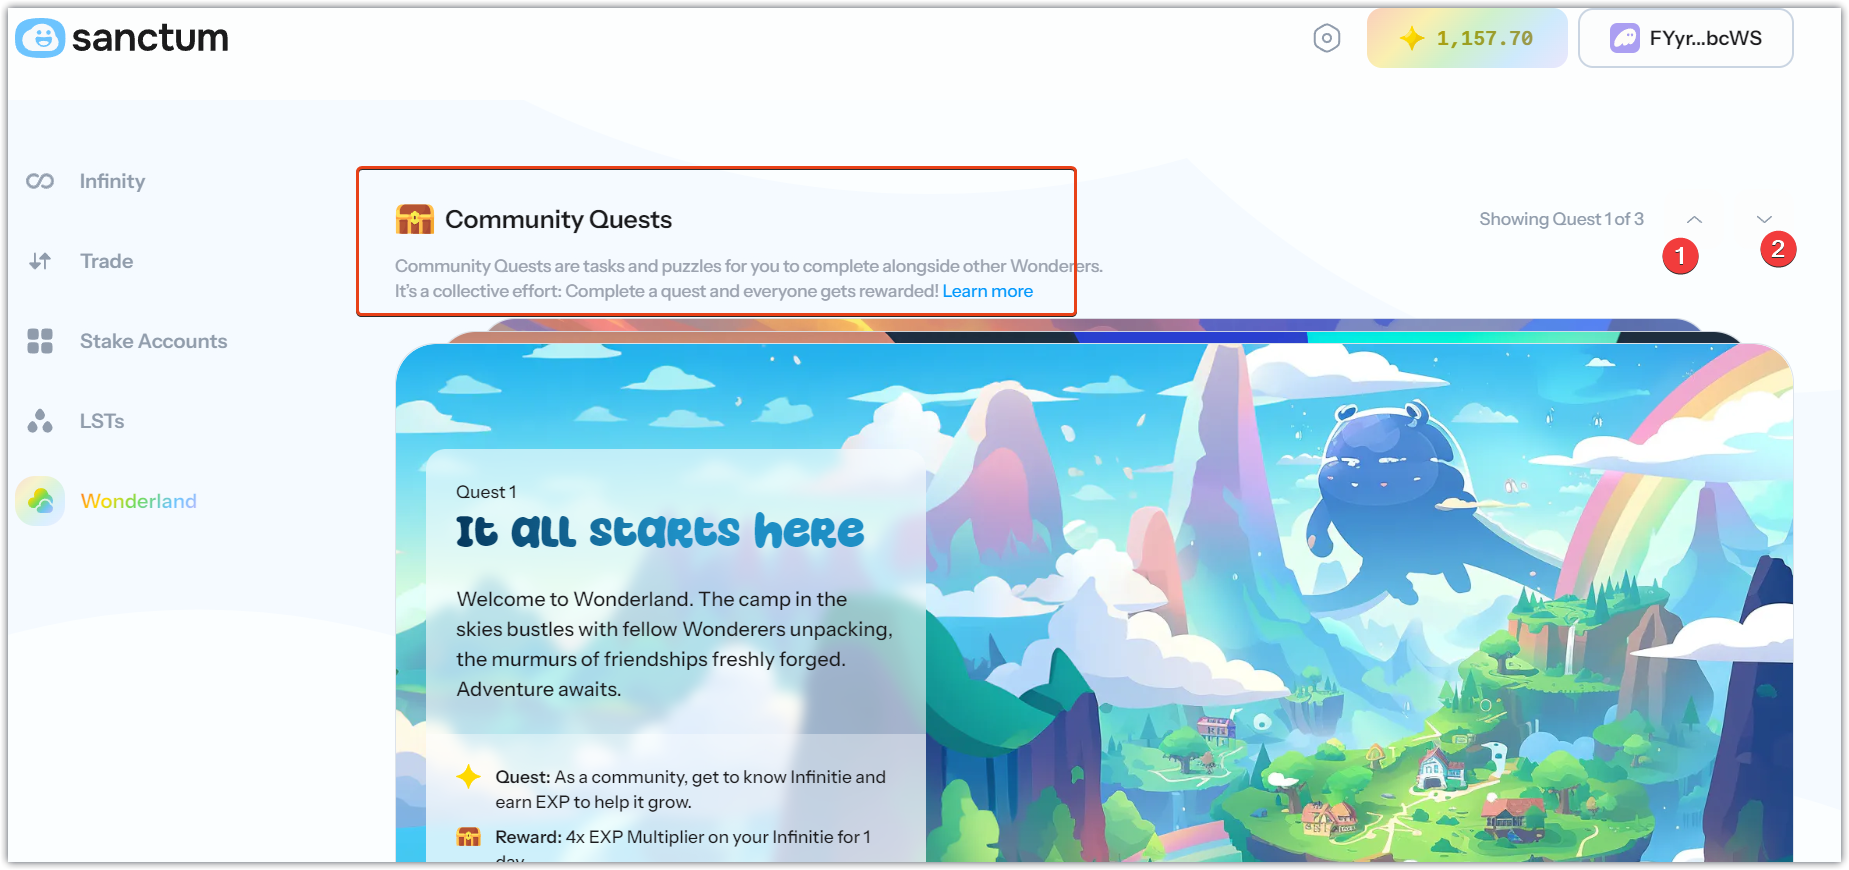 sanctum
1,157.70
FYyr...bcWS
Infinity
Trade
Stake Accounts
LSTs
Wonderland
Community Quests
Community Quests are tasks and puzzles for you to complete alongside other Wonderers.
It's a collective effort: Complete a quest and everyone gets rewarded! Learn more
Showing Quest 1 of 3
1
2
Quest 1
It all starts here
Welcome to Wonderland. The camp in the
skies bustles with fellow Wonderers unpacking,
the murmurs of friendships freshly forged.
Adventure awaits.
Quest: As a community, get to know Infinitie and
earn EXP to help it grow.
Reward: 4x EXP Multiplier on your Infinitie for 1
day